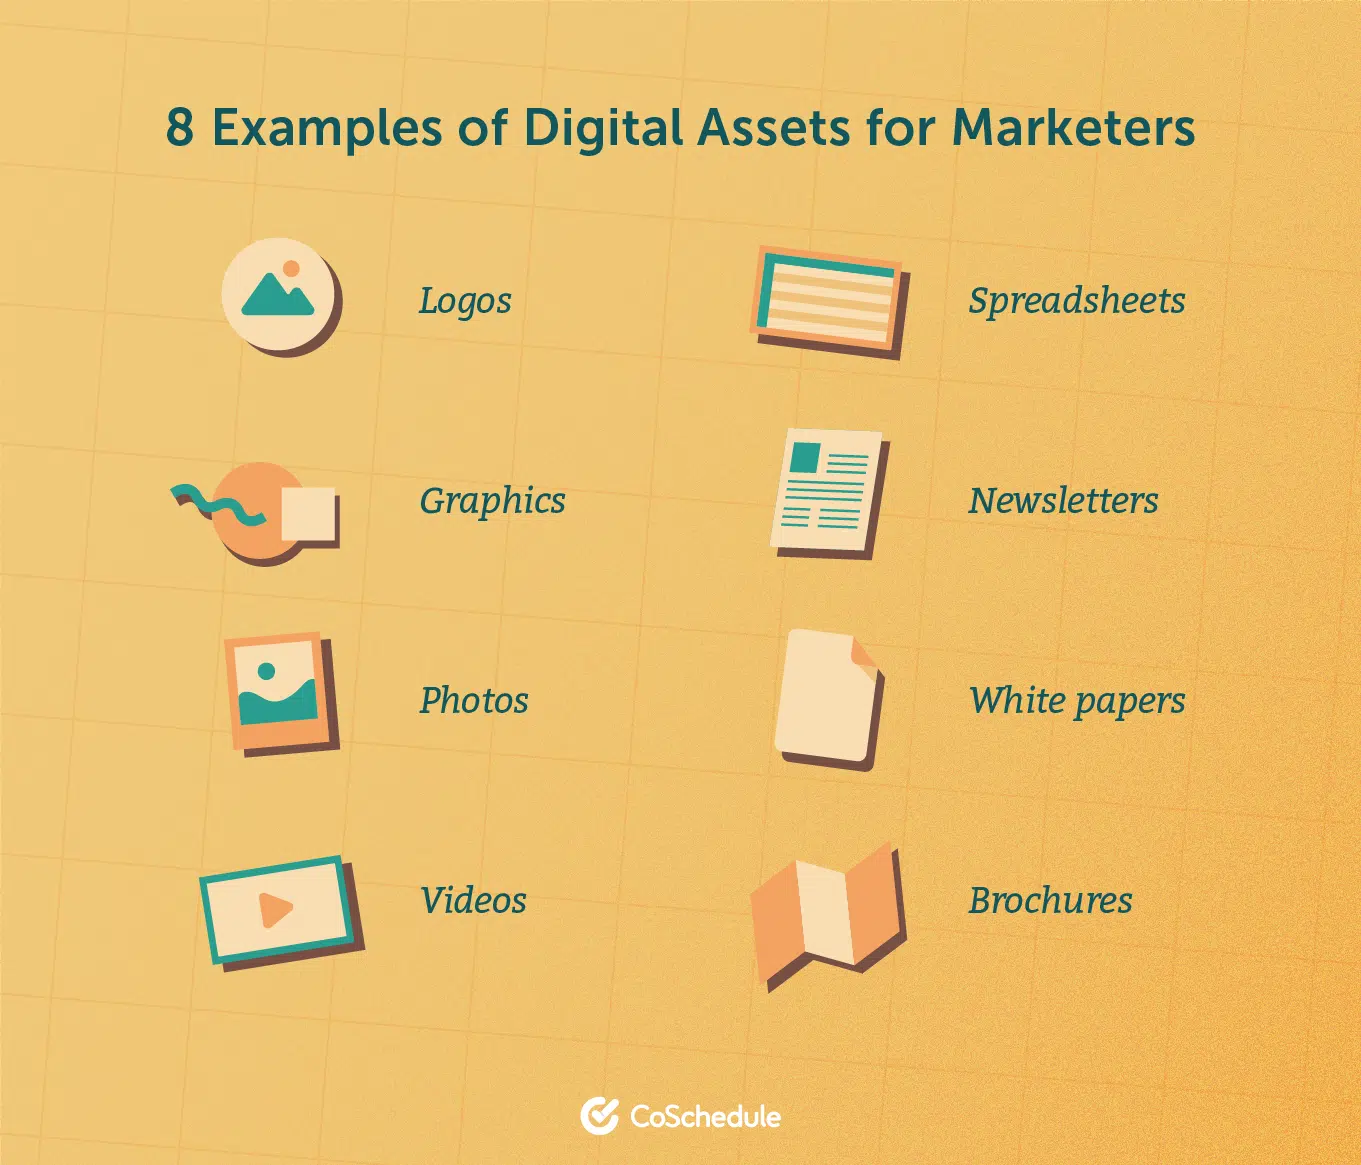 8 Examples of Digital Assets for Marketers
Logos
Spreadsheets
Graphics
Newsletters
Photos
White papers
Videos
Brochures
CoSchedule